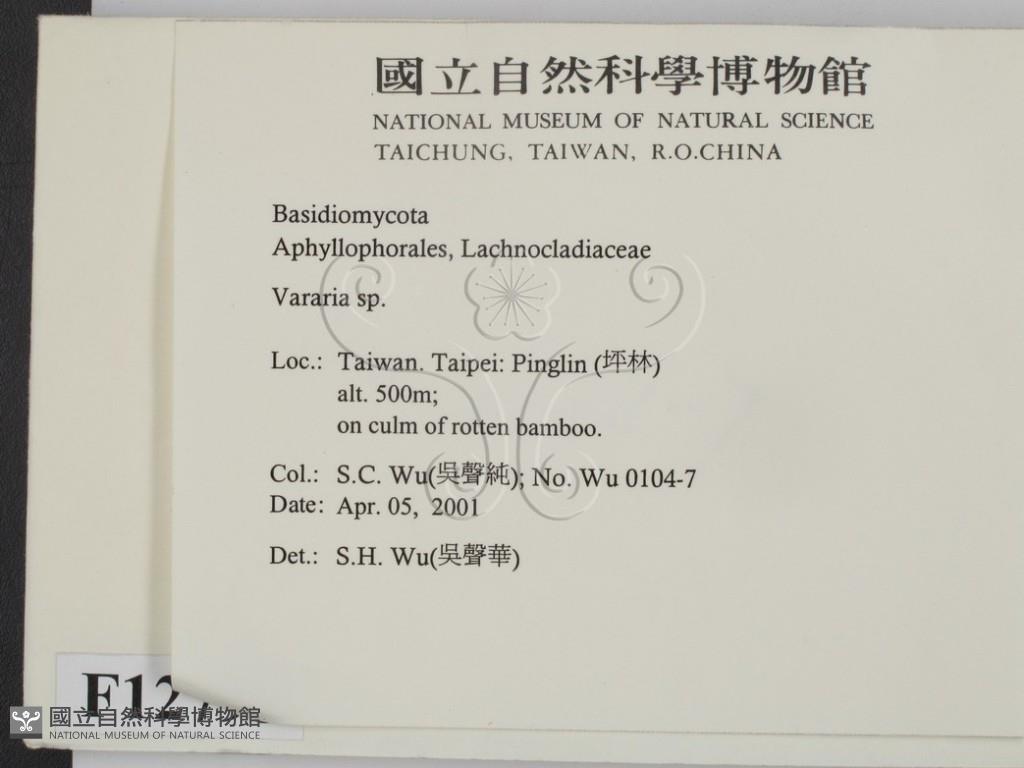 國立自然科學博物館
NATIONAL MUSEUM OF NATURAL SCIENCE
TAICHUNG, TAIWAN, R.O.CHINA
Basidiomycota
Aphyllophorales, Lachnocladiaceae
Vararia sp.
Loc.: Taiwan. Taipei: Pinglin (坪林)
alt. 500m;
on culm of rotten bamboo.
Col.: S.C. Wu(吳聲純); No. Wu 0104-7
Date: Apr. 05, 2001
Det.: S.H. Wu(吳聲華)
國立自然科學博物館
NATIONAL MUSEUM OF NATURAL SCIENCE